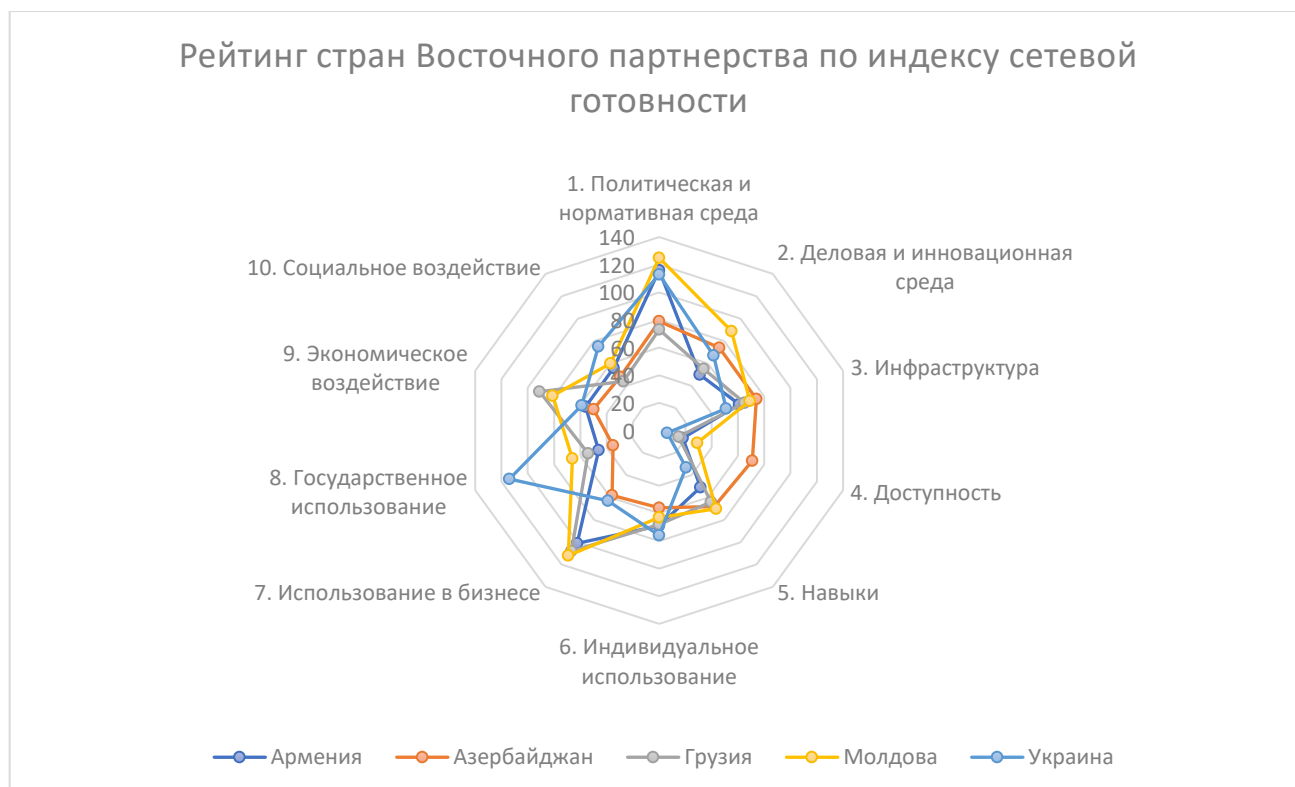 Рейтинг стран Восточного партнерства по индексу сетевой
готовности
1. Политическая и
нормативная среда
2. Деловая и инновационная
среда
3. Инфраструктура
4. Доступность
5. Навыки
6. Индивидуальное
использование
7. Использование в бизнесе
8. Государственное
использование
9. Экономическое
воздействие
10. Социальное воздействие
140
120
100
80
60
40
20
0
Армения
Азербайджан
Грузия
Молдова
Украина